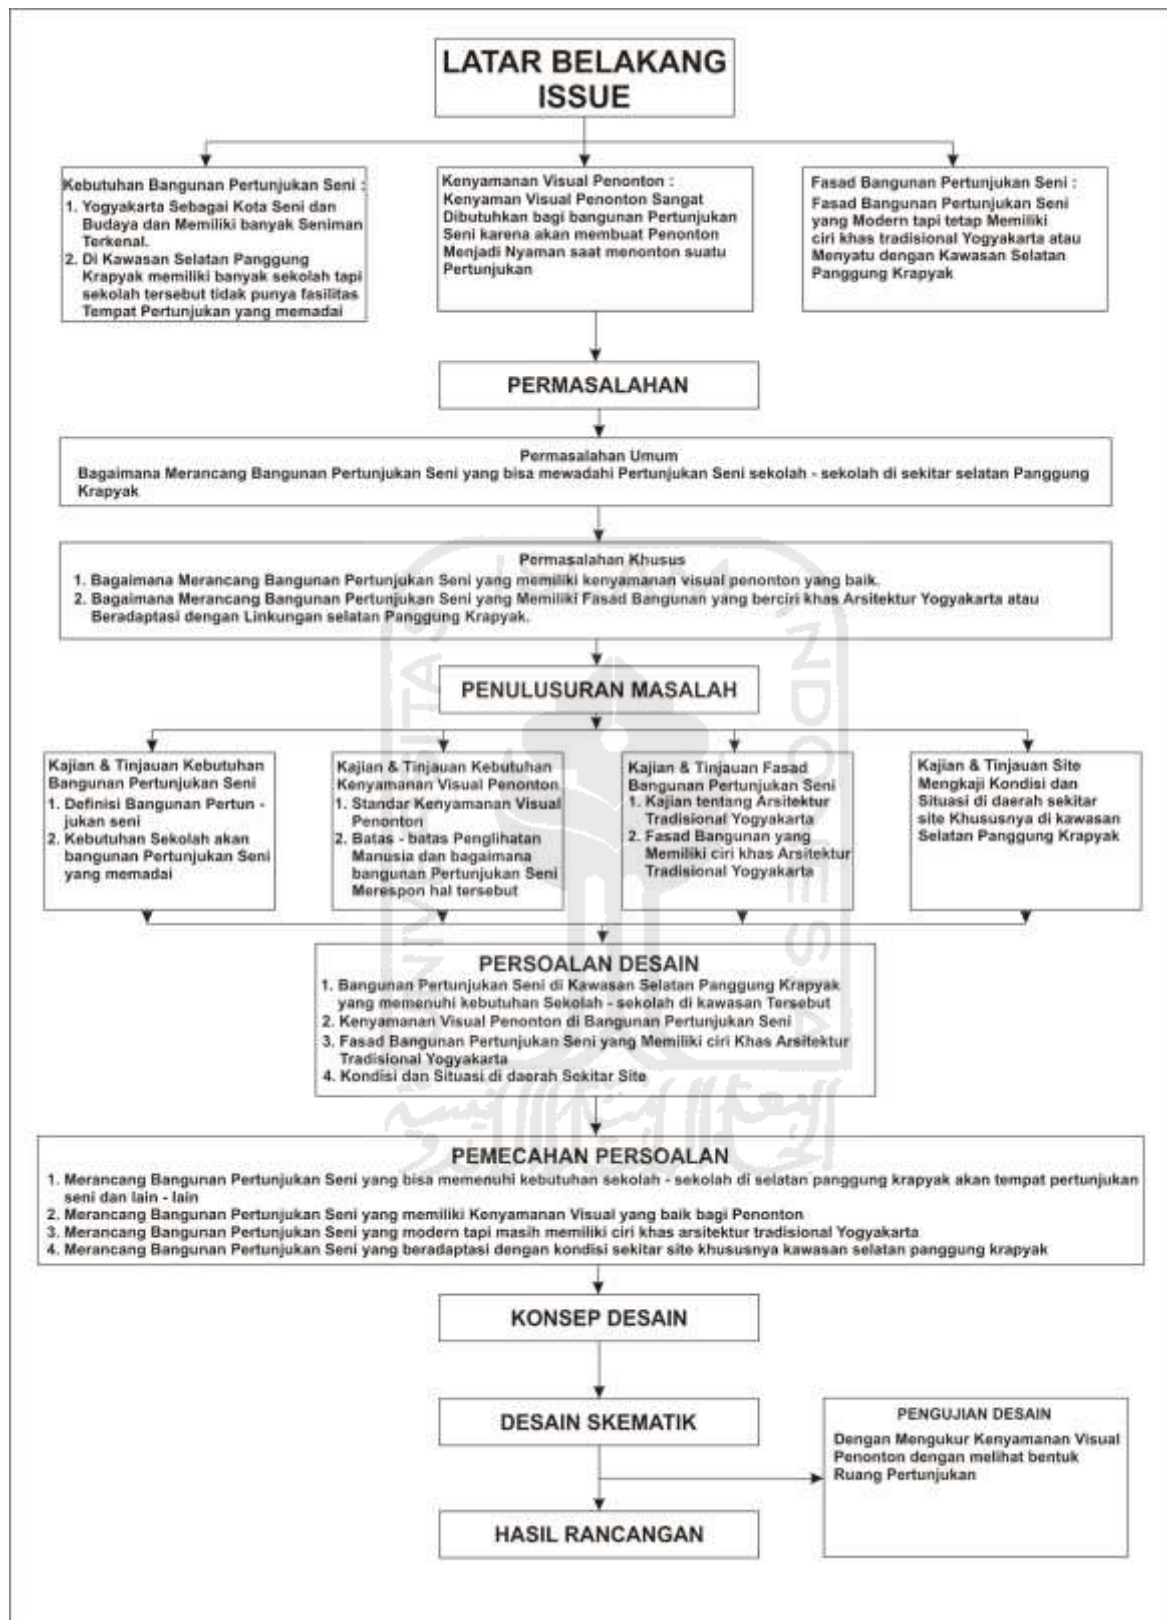 LATAR BELAKANG
ISSUE
Kebutuhan Bangunan Pertunjukan Seni :
1. Yogyakarta Sebagai Kota Seni dan
Budaya dan Memiliki banyak Seniman
Terkenal.
2. Di Kawasan Selatan Panggung
Krapyak memiliki banyak sekolah tapi
sekolah tersebut tidak punya fasilitas
Tempat Pertunjukan yang memadai
Kenyamanan Visual Penonton :
Kenyaman Visual Penonton Sangat
Dibutuhkan bagi bangunan Pertunjukan
Seni karena akan membuat Penonton
Menjadi Nyaman saat menonton suatu
Pertunjukan
Fasad Bangunan Pertunjukan Seni :
Fasad Bangunan Pertunjukan Seni
yang Modern tapi tetap Memiliki
ciri khas tradisional Yogyakarta atau
Menyatu dengan Kawasan Selatan
Panggung Krapyak
PERMASALAHAN
Permasalahan Umum
Bagaimana Merancang Bangunan Pertunjukan Seni yang bisa mewadahi Pertunjukan Seni sekolah - sekolah di sekitar selatan Panggung
Krapyak
Permasalahan Khusus
1. Bagaimana Merancang Bangunan Pertunjukan Seni yang memiliki kenyamanan visual penonton yang baik.
2. Bagaimana Merancang Bangunan Pertunjukan Seni yang Memiliki Fasad Bangunan yang berciri khas Arsitektur Yogyakarta atau
Beradaptasi dengan Linkungan selatan Panggung Krapyak.
PENULUSURAN MASALAH
Kajian & Tinjauan Kebutuhan
Bangunan Pertunjukan Seni
1. Definisi Bangunan Pertun -
jukan seni
2. Kebutuhan Sekolah akan
bangunan Pertunjukan Seni
yang memadai
Kajian & Tinjauan Kebutuhan
Kenyamanan Visual Penonton
1. Standar Kenyamanan Visual
Penonton
2. Batas - batas Penglihatan
Manusia dan bagaimana
bangunan Pertunjukan Seni
Merespon hal tersebut
Kajian & Tinjauan Fasad
Bangunan Pertunjukan Seni
1. Kajian tentang Arsitektur
Tradisional Yogyakarta
2. Fasad Bangunan yang
Memiliki ciri khas Arsitektur
Tradisional Yogyakarta
Kajian & Tinjauan Site
Mengkaji Kondisi dan
Situasi di daerah sekitar
site Khususnya di kawasan
Selatan Panggung Krapyak
PERSOALAN DESAIN
1. Bangunan Pertunjukan Seni di Kawasan Selatan Panggung Krapyak
yang memenuhi kebutuhan Sekolah - sekolah di kawasan Tersebut
2. Kenyamanan Visual Penonton di Bangunan Pertunjukan Seni
3. Fasad Bangunan Pertunjukan Seni yang Memiliki ciri Khas Arsitektur
Tradisional Yogyakarta
4. Kondisi dan Situasi di daerah Sekitar Site
PEMECAHAN PERSOALAN
1. Merancang Bangunan Pertunjukan Seni yang bisa memenuhi kebutuhan sekolah - sekolah di selatan panggung krapyak akan tempat pertunjukan
seni dan lain - lain
2. Merancang Bangunan Pertunjukan Seni yang memiliki Kenyamanan Visual yang baik bagi Penonton
3. Merancang Bangunan Pertunjukan Seni yang modern tapi masih memiliki ciri khas arsitektur tradisional Yogyakarta
4. Merancang Bangunan Pertunjukan Seni yang beradaptasi dengan kondisi sekitar site khususnya kawasan selatan panggung krapyak
KONSEP DESAIN
DESAIN SKEMATIK
PENGUJIAN DESAIN
Dengan Mengukur Kenyamanan Visual
Penonton dengan melihat bentuk
Ruang Pertunjukan
HASIL RANCANGAN
UNIVERSITAS ISLAM INDONESIA